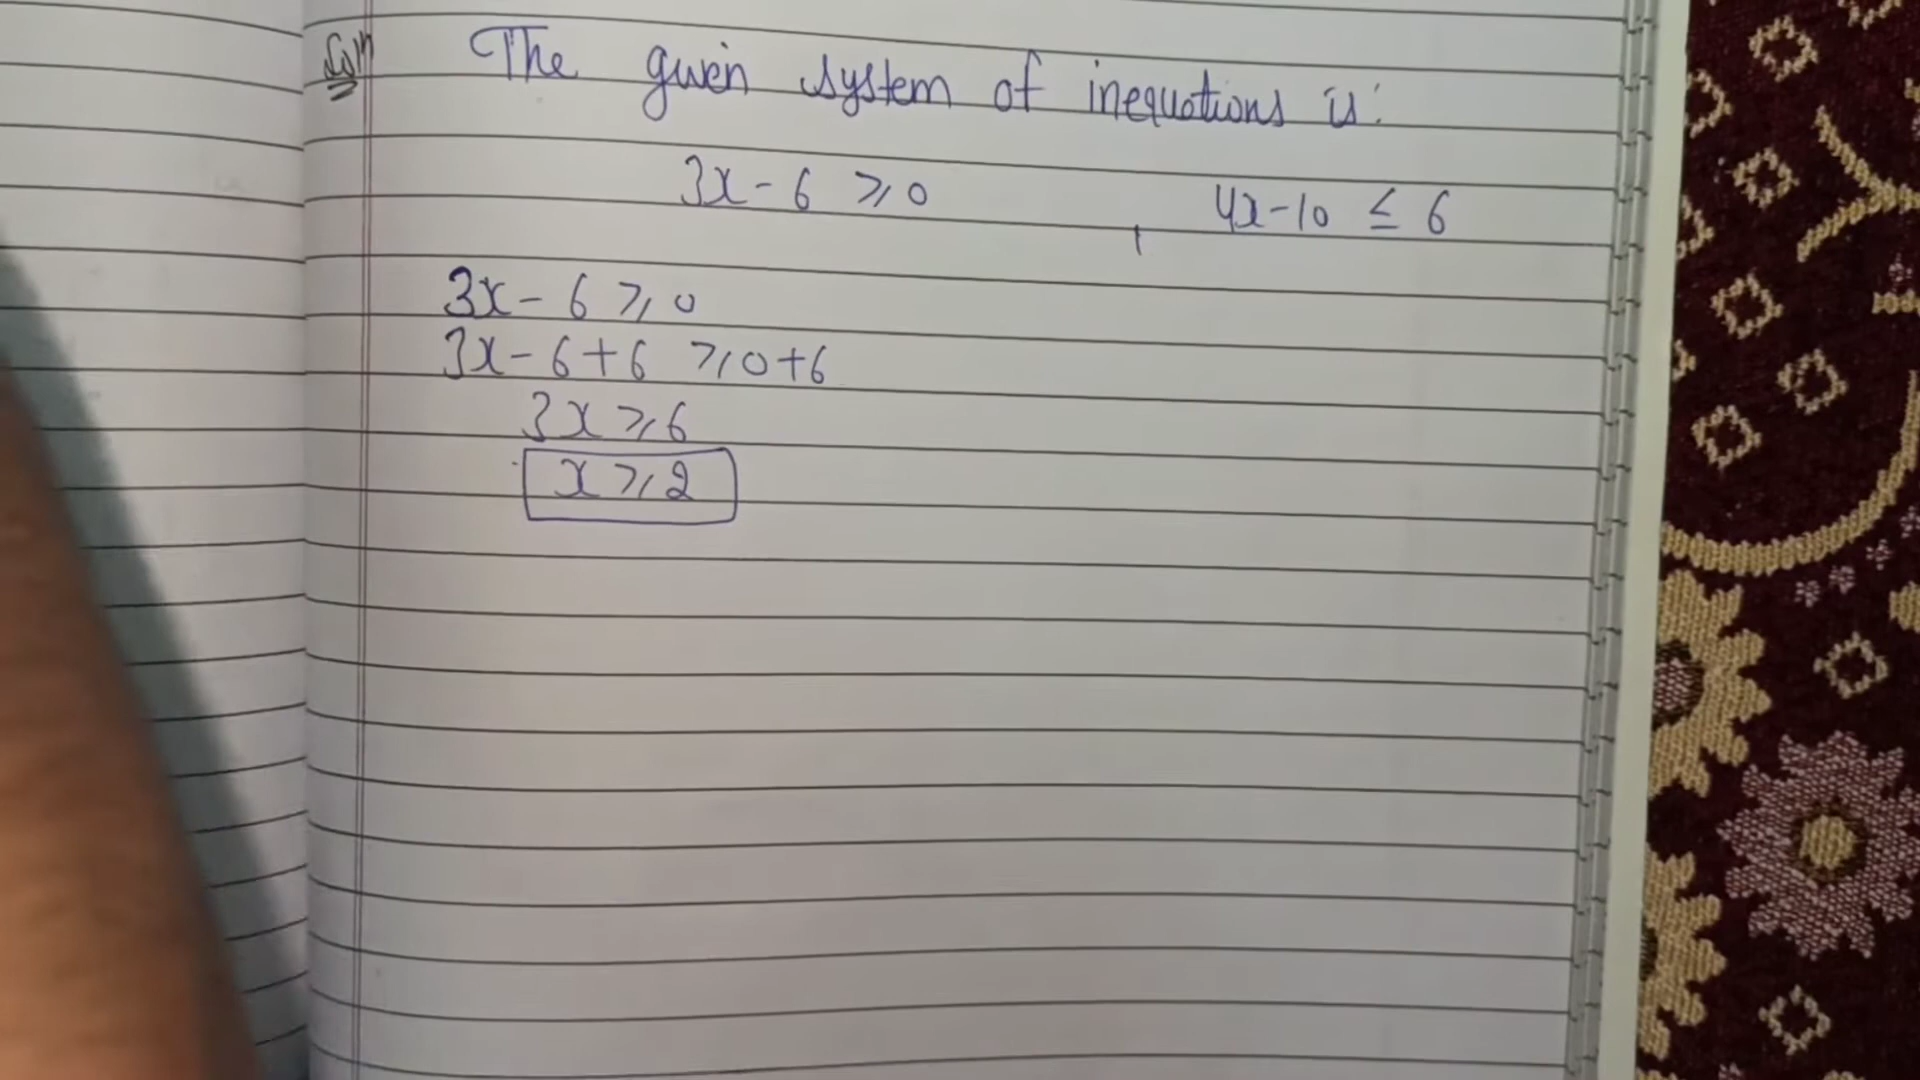 Soln The given system of inequations is:
3x - 6 ≥ 0 , 4x-10 ≤ 6
3x - 6 ≥ 0
3x - 6 + 6 ≥ 0+6
3x ≥ 6
x ≥ 2